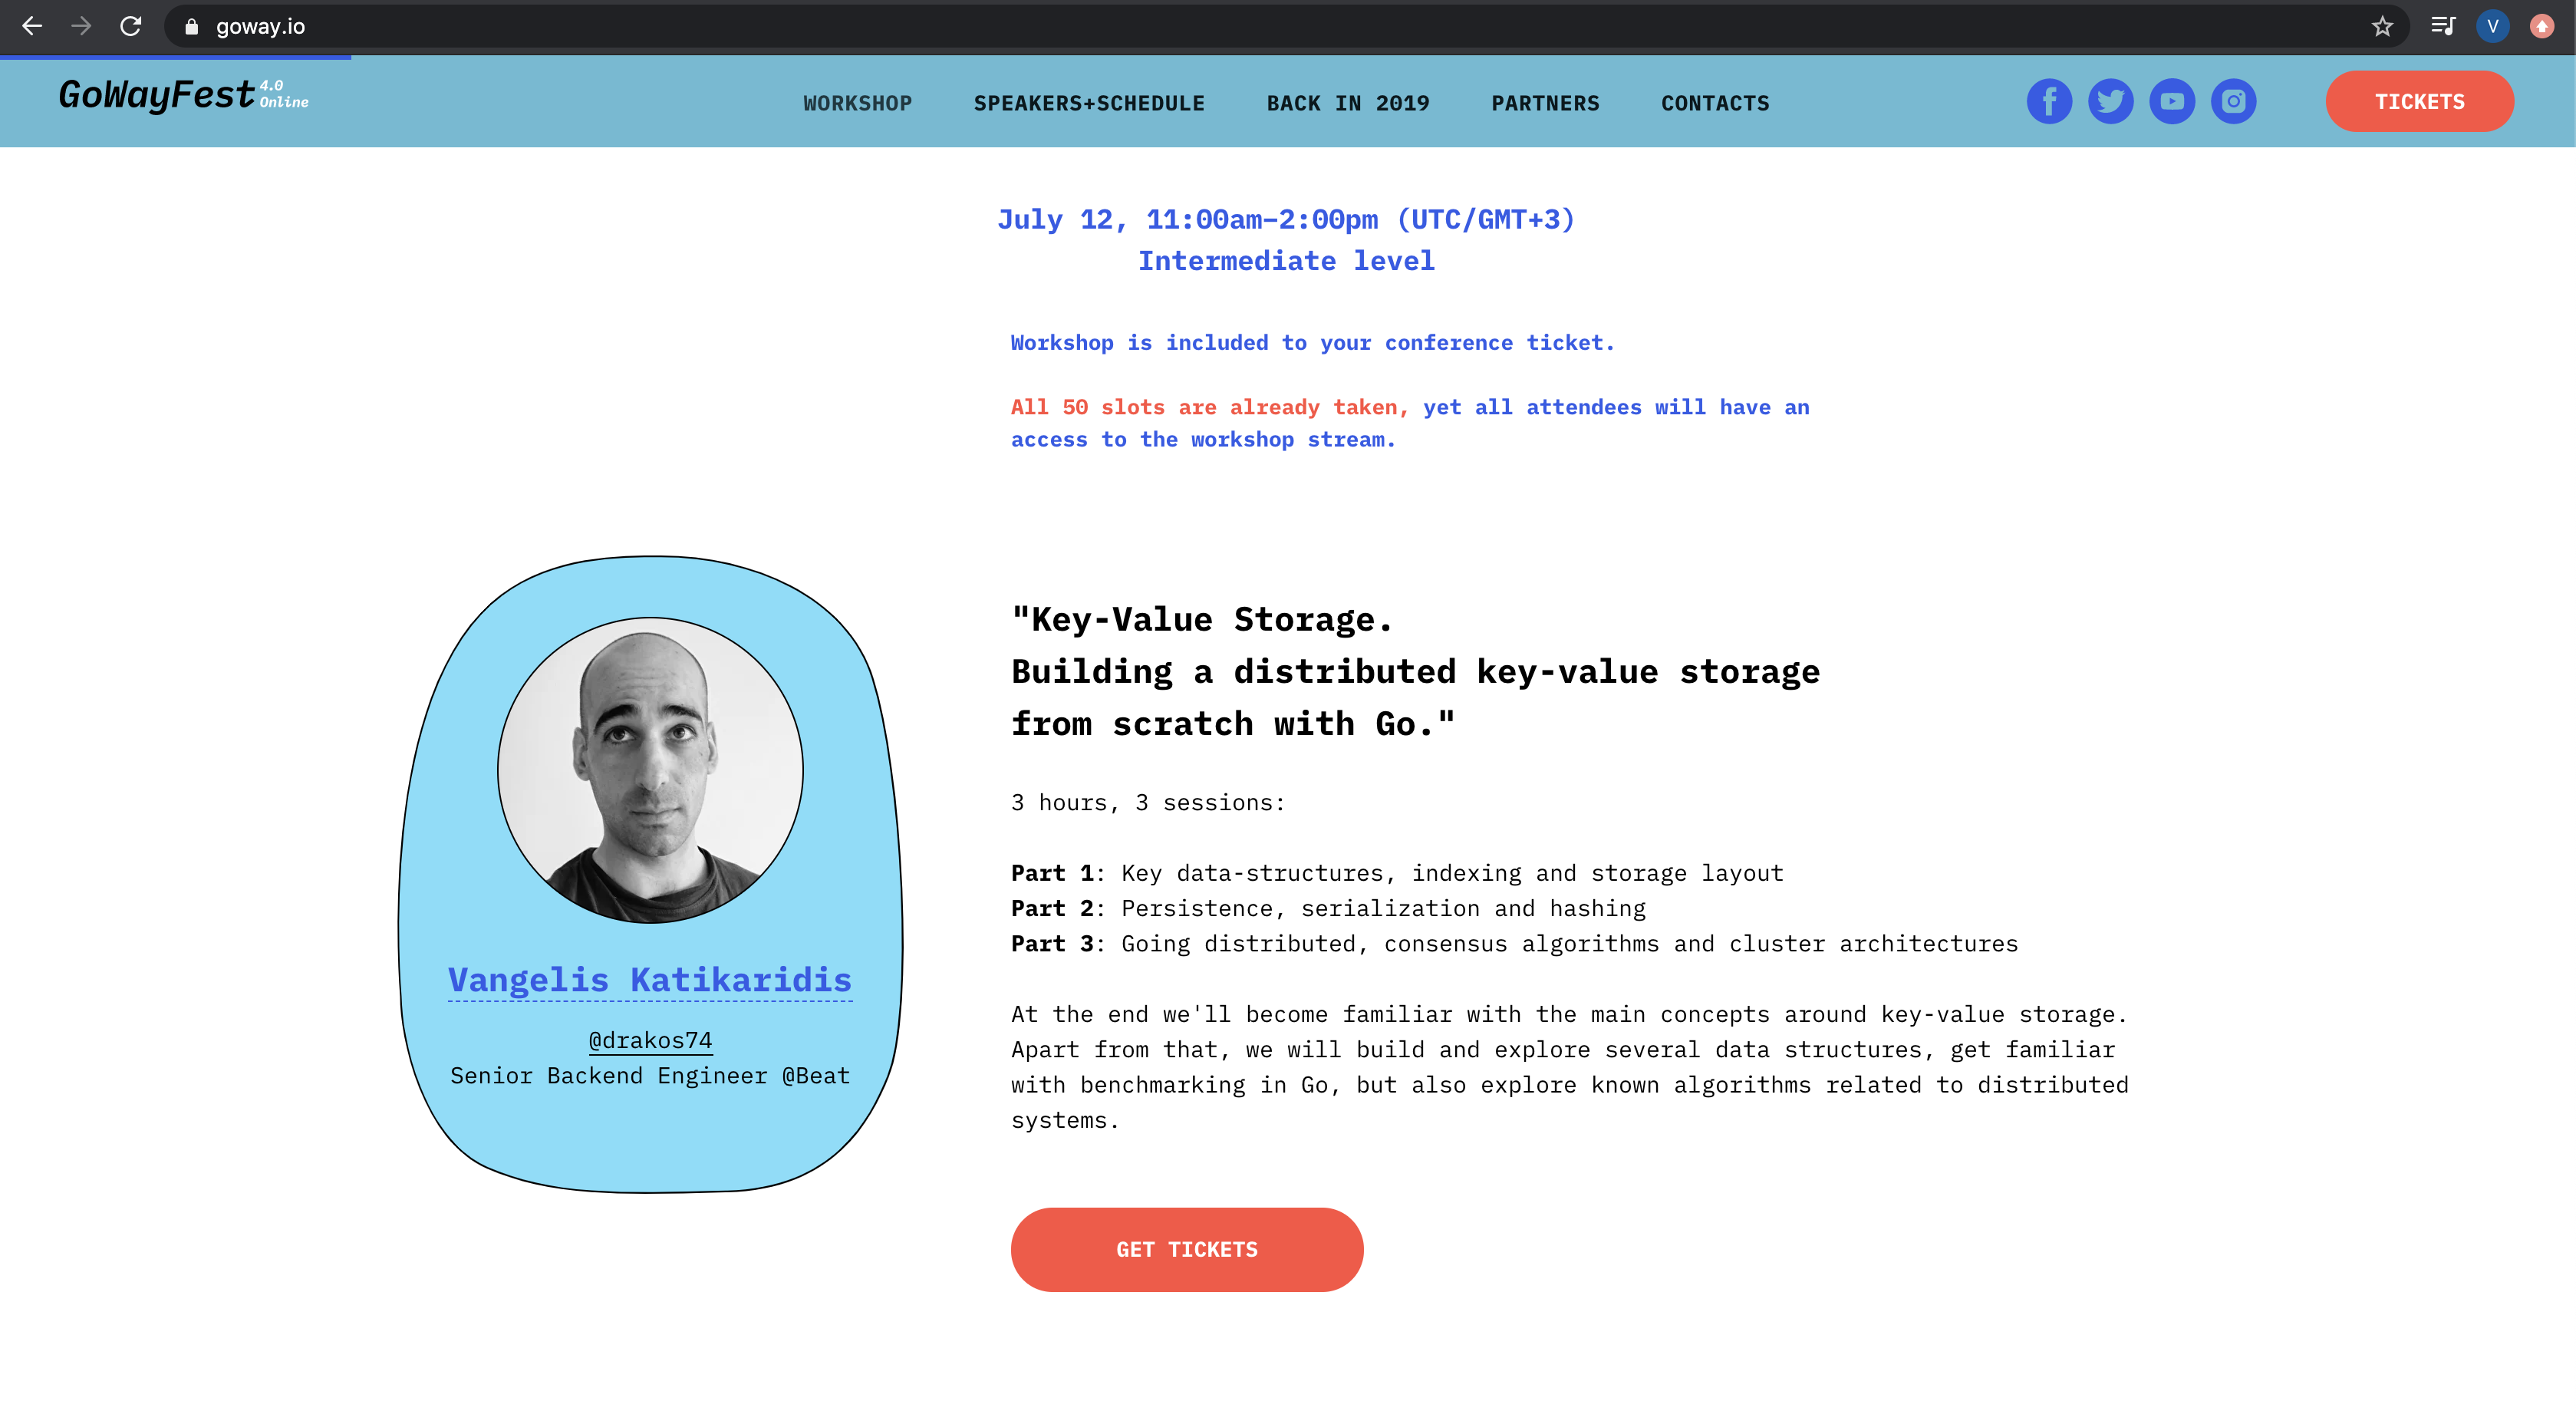 goway.io
V
GoWayFest 4.0 Online
WORKSHOP SPEAKERS+SCHEDULE BACK IN 2019 PARTNERS CONTACTS
TICKETS
July 12, 11:00am–2:00pm (UTC/GMT+3)
Intermediate level
Workshop is included to your conference ticket.
All 50 slots are already taken, yet all attendees will have an
access to the workshop stream.
"Key-Value Storage.
Building a distributed key-value storage
from scratch with Go."
3 hours, 3 sessions:
Part 1: Key data-structures, indexing and storage layout
Part 2: Persistence, serialization and hashing
Part 3: Going distributed, consensus algorithms and cluster architectures
At the end we'll become familiar with the main concepts around key-value storage.
Apart from that, we will build and explore several data structures, get familiar
with benchmarking in Go, but also explore known algorithms related to distributed
systems.
Vangelis Katikaridis
@drakos74
Senior Backend Engineer @Beat
GET TICKETS